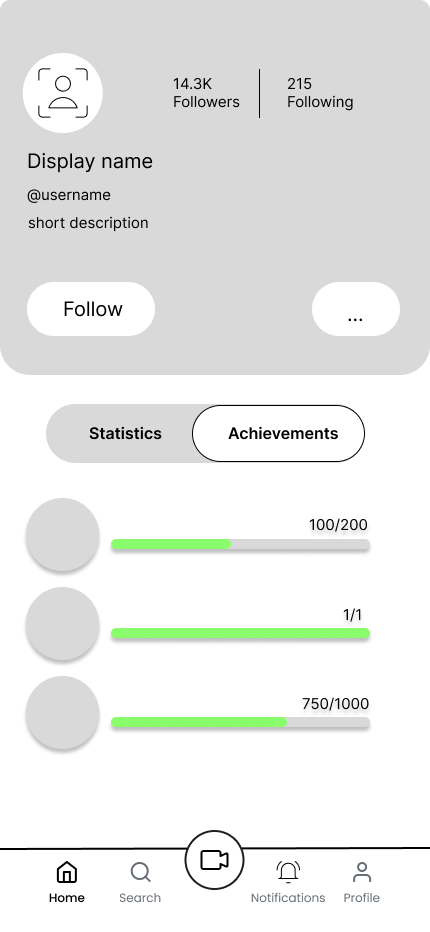 14.3K
Followers
215
Following
Display name
@username
short description
Follow
...
Statistics
Achievements
100/200
1/1
750/1000
Home
Search
Notifications
Profile